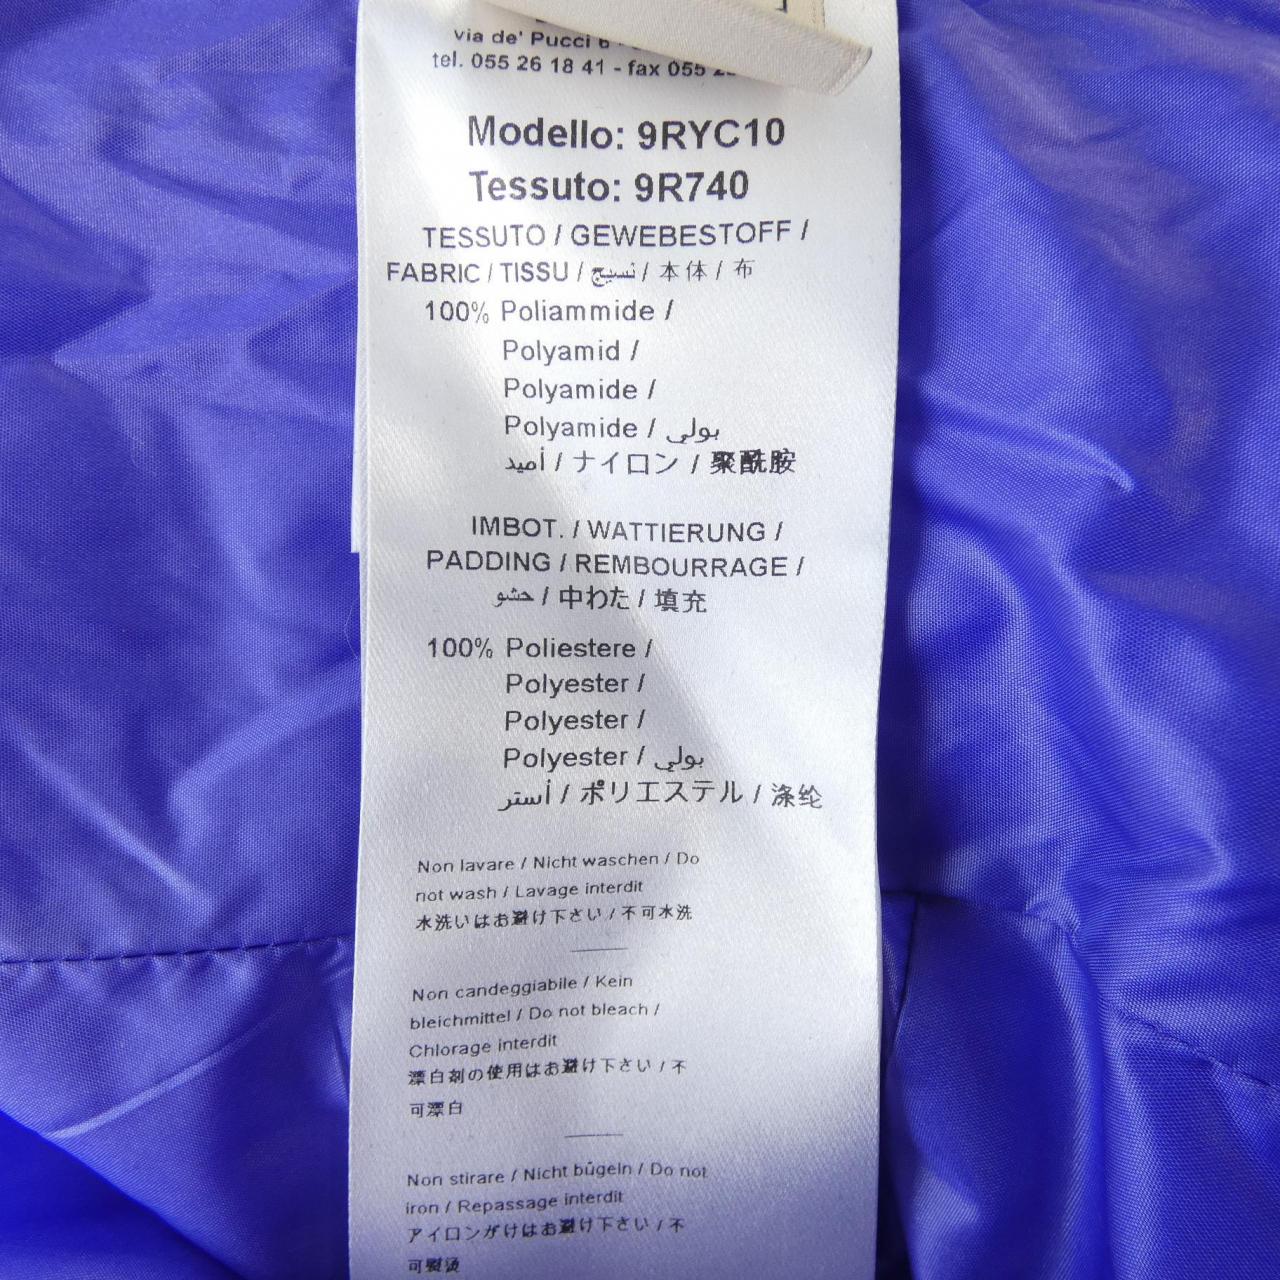 via de' Pucci 6 -
tel. 055 26 18 41 - fax 055
Modello: 9RYC10
Tessuto: 9R740
TESSUTO / GEWEBESTOFF /
FABRIC / TISSU / نسيج / 本体 / 布
100% Poliammide /
Polyamid /
Polyamide /
Polyamide / بولي
أميد / ナイロン / 聚酰胺
IMBOT. / WATTIERUNG /
PADDING / REMBOURRAGE /
حشو / 中わた / 填充
100% Poliestere /
Polyester /
Polyester /
Polyester / بولي
أستر / ポリエステル / 涤纶
Non lavare / Nicht waschen / Do
not wash / Lavage interdit
水洗いはお避け下さい / 不可水洗
Non candeggiabile / Kein
bleichmittel / Do not bleach /
Chlorage interdit
漂白剤の使用はお避け下さい / 不
可漂白
Non stirare / Nicht bügeln / Do not
iron / Repassage interdit
アイロンがけはお避け下さい / 不
可熨烫